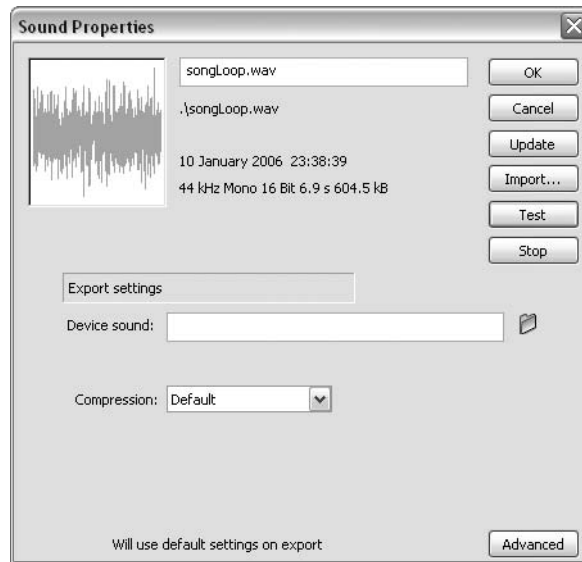 Sound Properties
songLoop.wav
OK
.\songLoop.wav
Cancel
Update
10 January 2006 23:38:39
Import...
44 kHz Mono 16 Bit 6.9 s 604.5 kB
Test
Stop
Export settings
Device sound:
Compression: Default
Will use default settings on export
Advanced